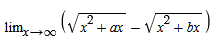 lim_{x→∞} (√(x² + ax) − √(x² + bx))